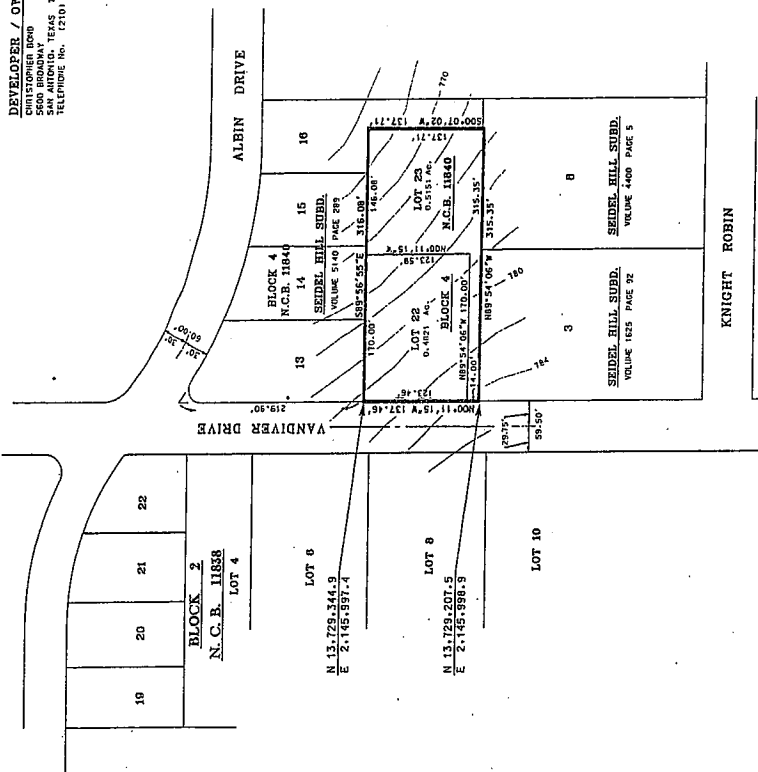 DEVELOPER / OW
CHRISTOPHER BOND
5600 BROADWAY
SAN ANTONIO, TEXAS 7
TELEPHONE No. (210)
ALBIN DRIVE
30'
30'
60.00'
VANDIVER DRIVE
219.90'
13
14
15
16
BLOCK 4
N.C.B. 11840
SEIDEL HILL SUBD.
VOLUME 5140 PAGE 289
S89°56'55"E 316.08'
170.00'
146.08'
N00°11'15"W 137.46'
123.46'
LOT 22
0.4821 Ac.
BLOCK 4
N00°11'15"W
123.59'
LOT 23
0.5151 Ac.
N.C.B. 11840
137.71'
S00°07'02"W 137.71'
N89°54'06"W 170.00'
14.00'
315.35'
N89°54'06"W
315.35'
770
780
784
29.75'
59.50'
3
SEIDEL HILL SUBD.
VOLUME 1625 PAGE 92
8
SEIDEL HILL SUBD.
VOLUME 4400 PAGE 5
KNIGHT ROBIN
19
20
21
22
BLOCK 2
N. C. B. 11838
LOT 4
LOT 6
N 13,729,344.9
E 2,145,997.4
LOT 8
N 13,729,207.5
E 2,145,998.9
LOT 10